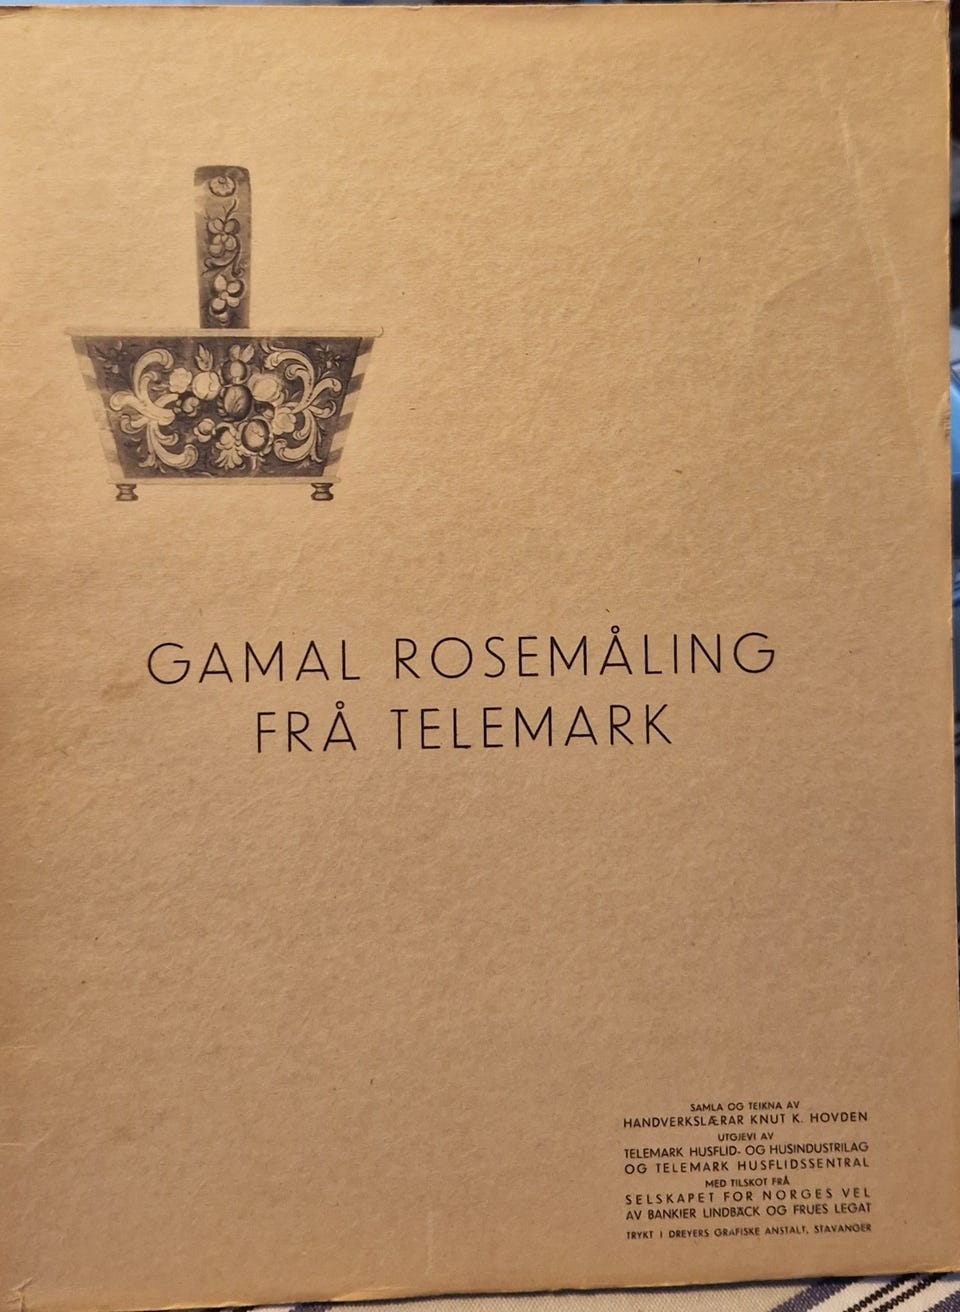 GAMAL ROSEMÅLING
FRÅ TELEMARK
SAMLA OG TEIKNA AV
HANDVERKSLÆRAR KNUT K. HOVDEN
UTGJEVI AV
TELEMARK HUSFLID- OG HUSINDUSTRILAG
OG TELEMARK HUSFLIDSSENTRAL
MED TILSKOT FRÅ
SELSKAPET FOR NORGES VEL
AV BANKIER LINDBÄCK OG FRUES LEGAT
TRYKT I DREYERS GRAFISKE ANSTALT, STAVANGER